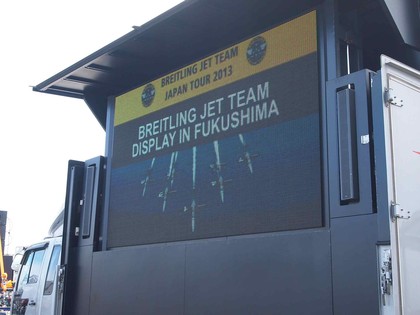 BREITLING JET TEAM
JAPAN TOUR 2013
BREITLING JET TEAM
DISPLAY IN FUKUSHIMA